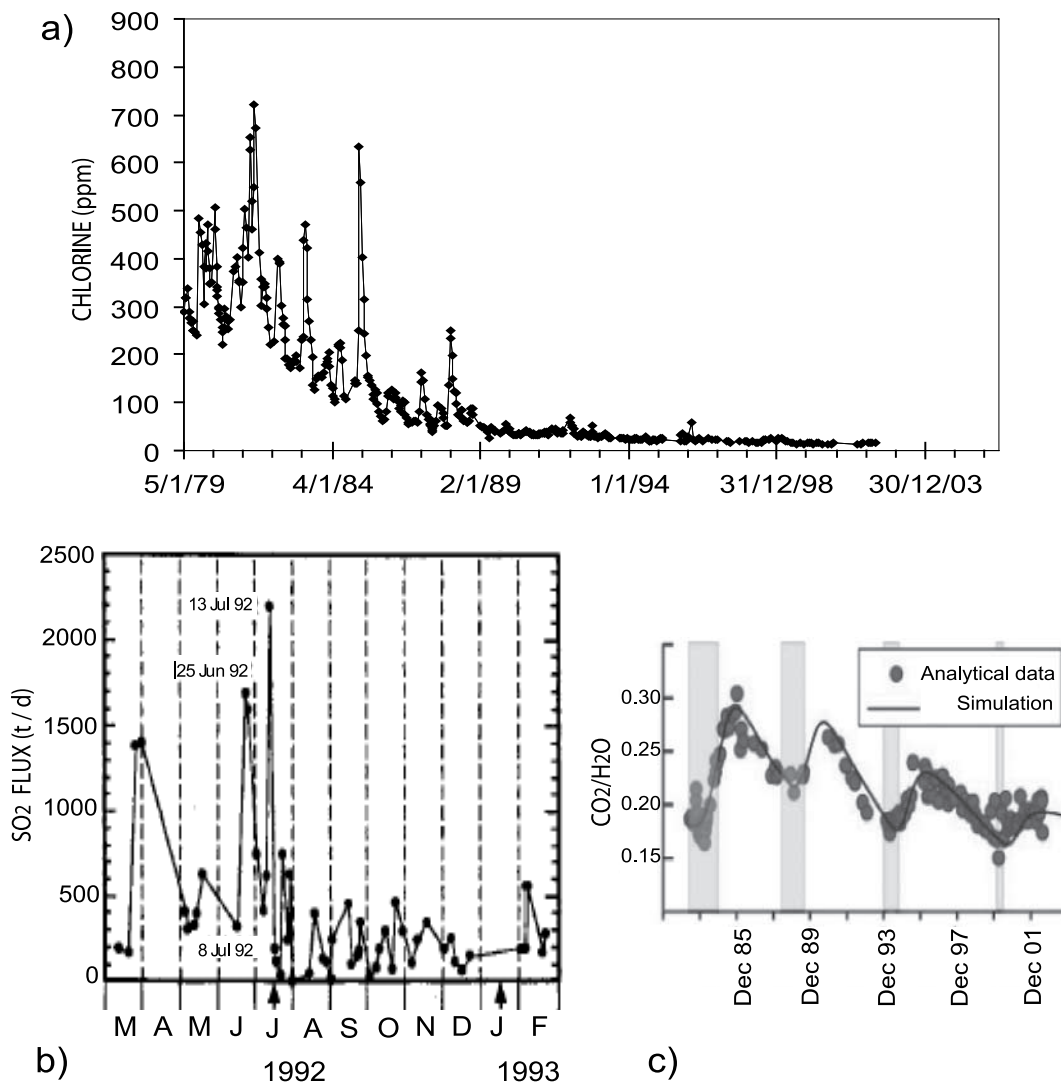 a)
CHLORINE (ppm)
900
800
700
600
500
400
300
200
100
0
5/1/79 4/1/84 2/1/89 1/1/94 31/12/98 30/12/03
b)
SO2 FLUX (t / d)
2500
2000
1500
1000
500
0
13 Jul 92
25 Jun 92
8 Jul 92
M A M J J A S O N D J F
1992 1993
c)
CO2/H2O
0.30
0.25
0.20
0.15
Analytical data
Simulation
Dec 85 Dec 89 Dec 93 Dec 97 Dec 01